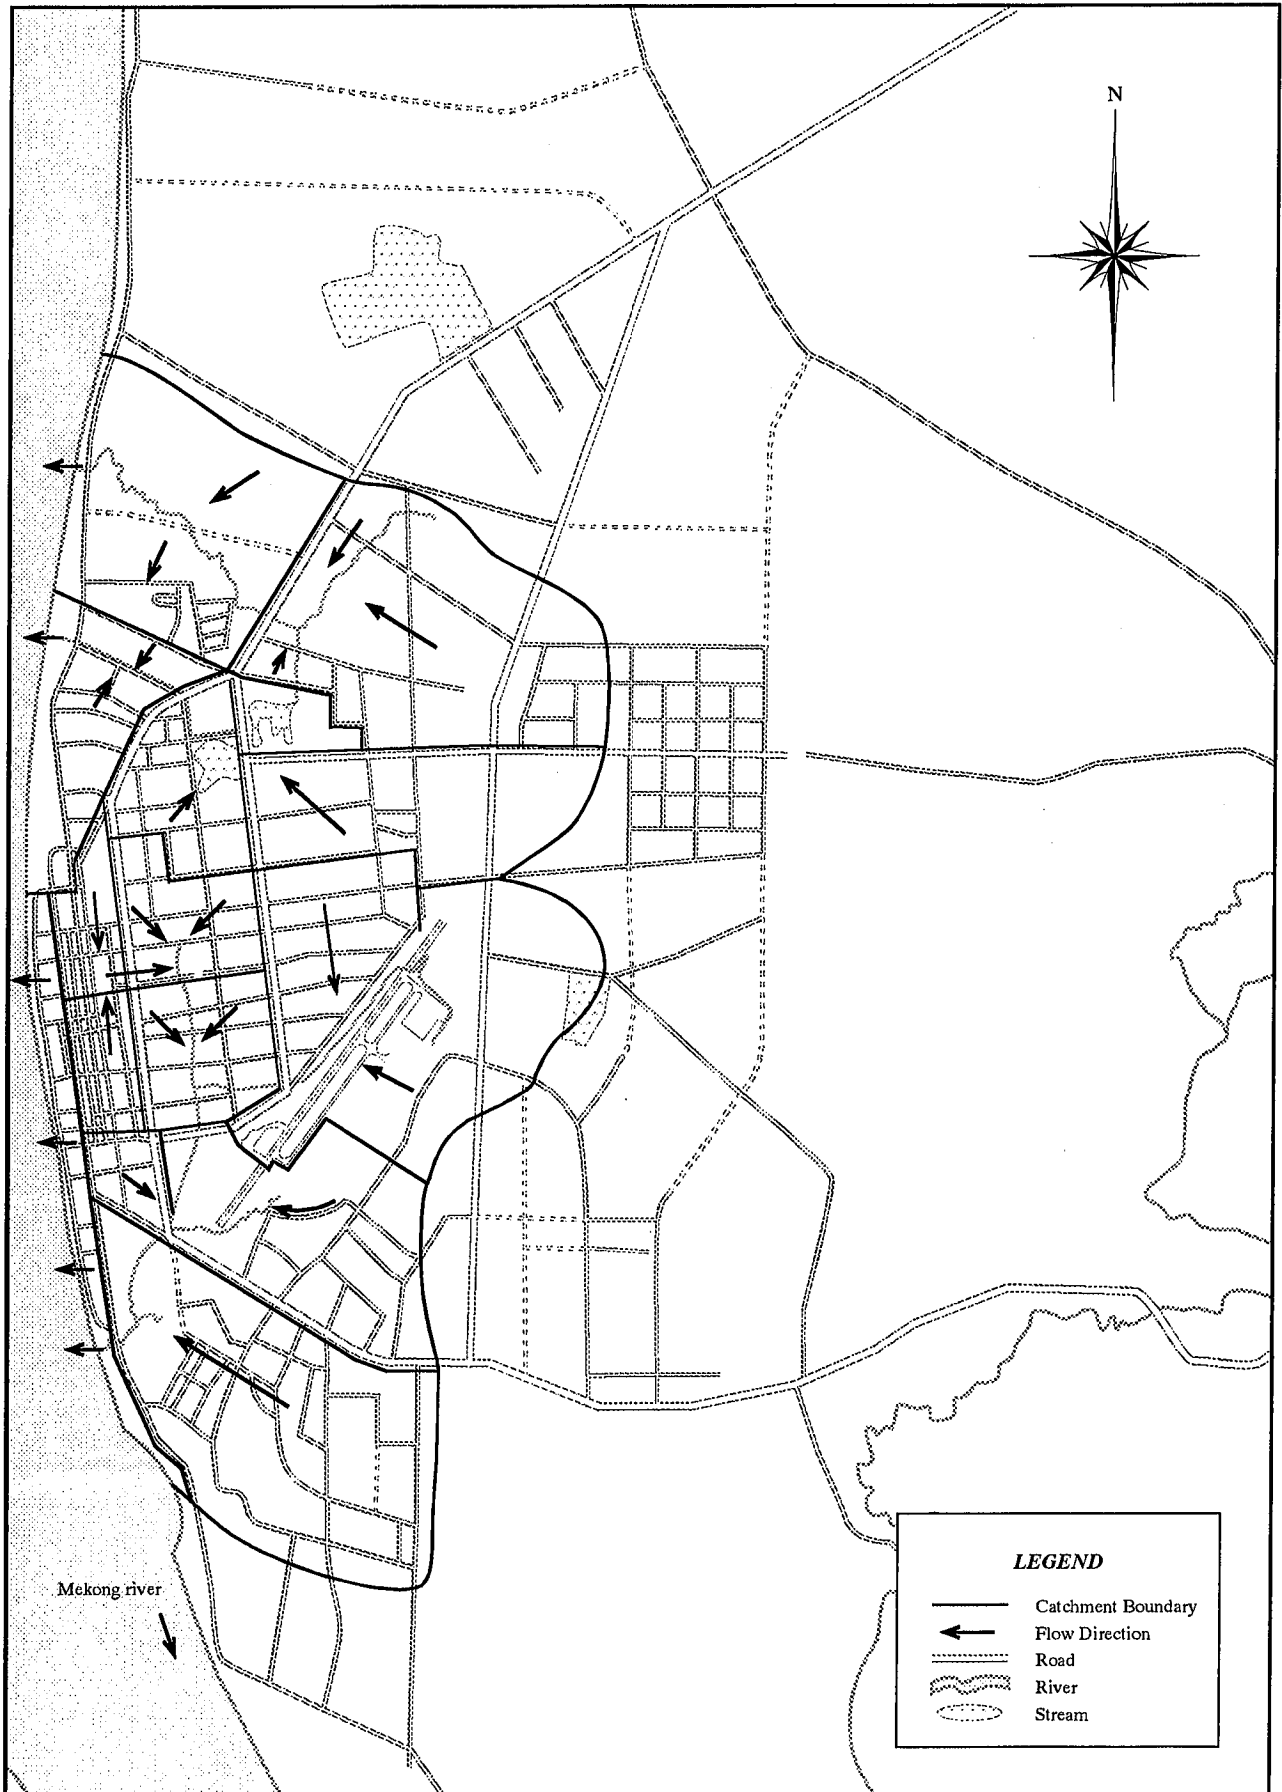 N
Mekong river
LEGEND
Catchment Boundary
Flow Direction
Road
River
Stream